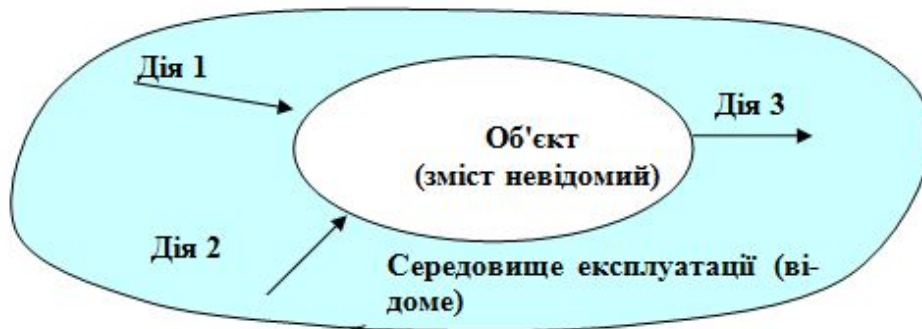 Дія 1
Дія 3
Об'єкт
(зміст невідомий)
Дія 2
Середовище експлуатації (ві-
доме)